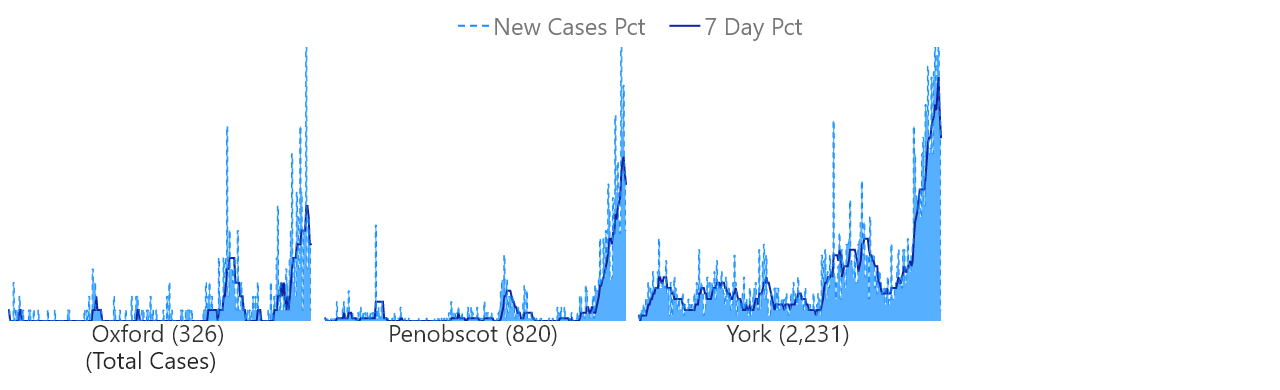 New Cases Pct 7 Day Pct
Oxford (326) Penobscot (820) York (2,231)
(Total Cases)